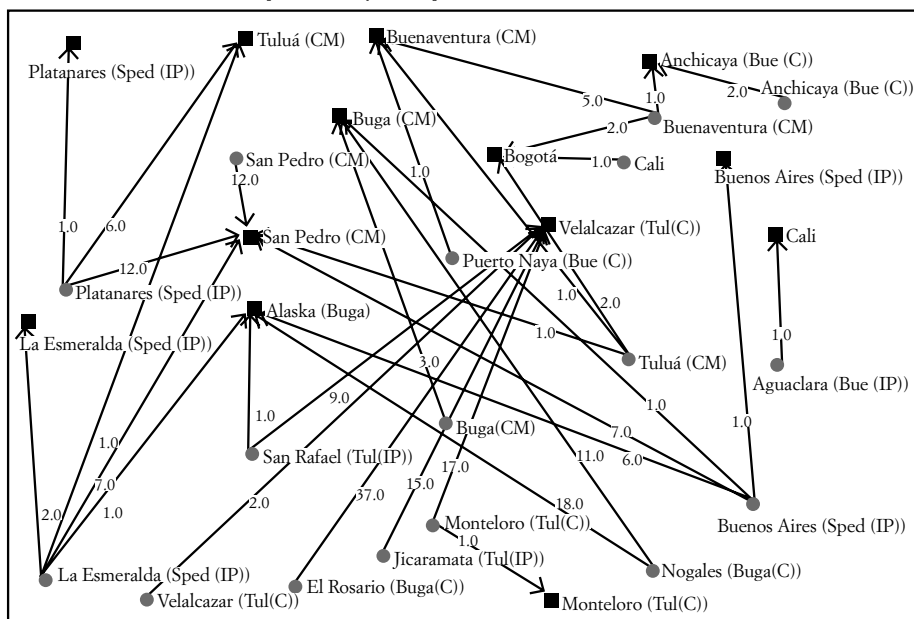 Tuluá (CM)
Buenaventura (CM)
Platanares (Sped (IP))
Anchicaya (Bue (C))
Anchicaya (Bue (C))
5.0
1.0
2.0
Buga (CM)
2.0
Buenaventura (CM)
San Pedro (CM)
Bogotá
1.0
Cali
12.0
1.0
Buenos Aires (Sped (IP))
1.0
6.0
San Pedro (CM)
Velalcazar (Tul(C))
Cali
12.0
Puerto Naya (Bue (C))
Platanares (Sped (IP))
1.0
2.0
Alaska (Buga)
La Esmeralda (Sped (IP))
1.0
1.0
Tuluá (CM)
3.0
Aguaclara (Bue (IP))
9.0
1.0
1.0
1.0
1.0
Buga(CM)
7.0
San Rafael (Tul(IP))
17.0
11.0
6.0
7.0
15.0
2.0
1.0
2.0
37.0
18.0
Monteloro (Tul(C))
1.0
Buenos Aires (Sped (IP))
La Esmeralda (Sped (IP))
Jicaramata (Tul(IP))
Nogales (Buga(C))
El Rosario (Buga(C))
Velalcazar (Tul(C))
Monteloro (Tul(C))